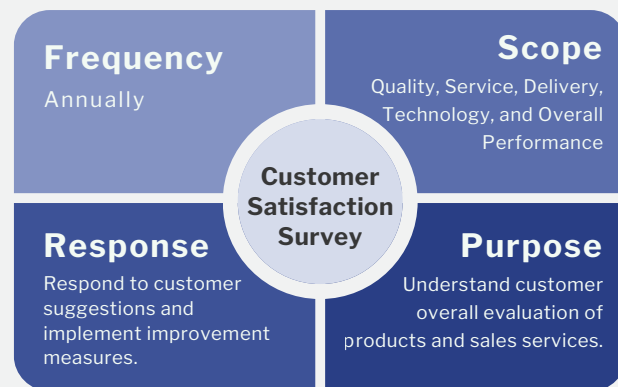 Frequency
Annually
Scope
Quality, Service, Delivery,
Technology, and Overall
Performance
Customer
Satisfaction
Survey
Response
Respond to customer
suggestions and
implement improvement
measures.
Purpose
Understand customer
overall evaluation of
products and sales services.